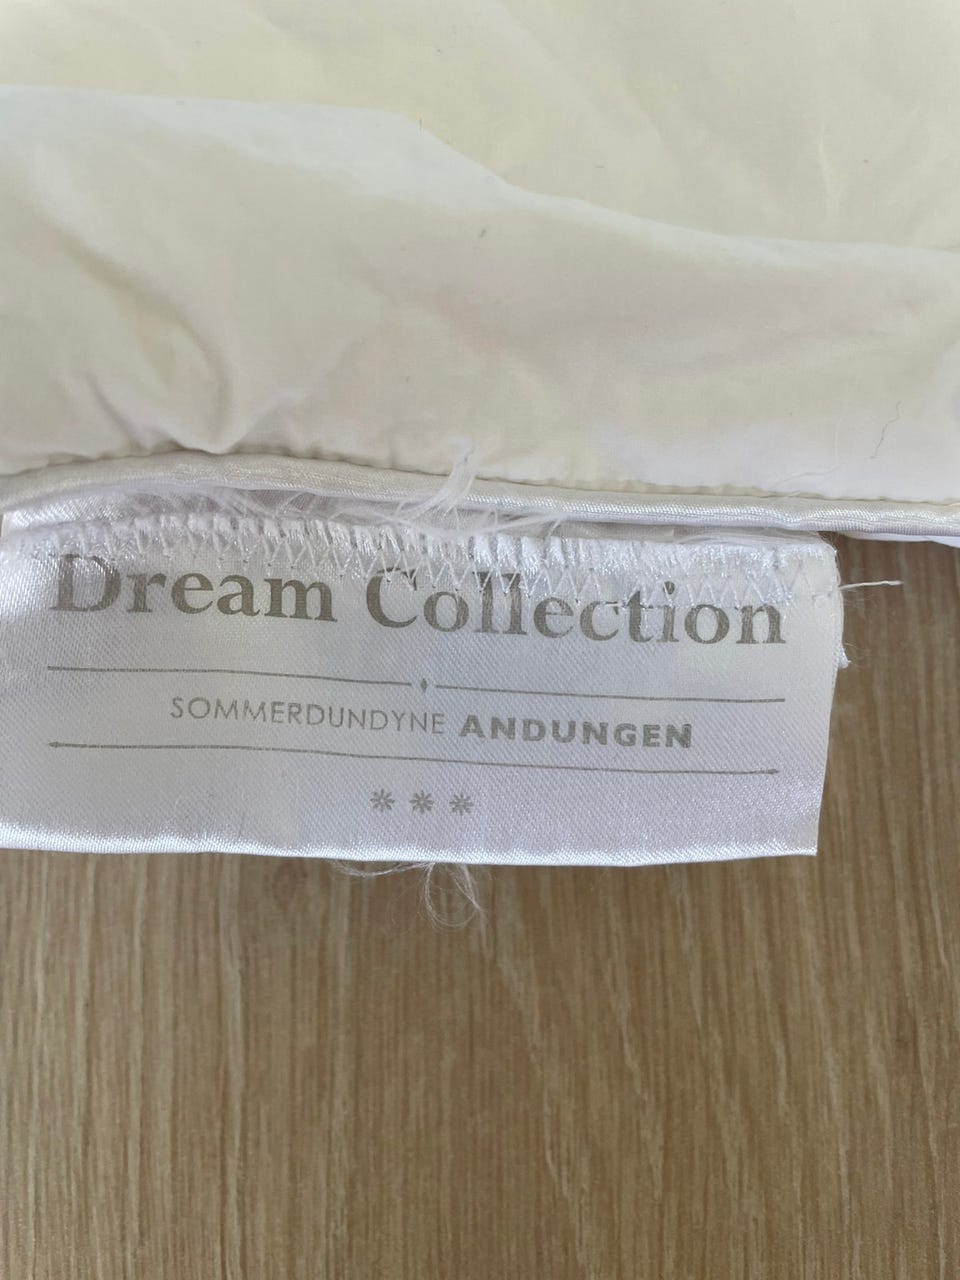 Dream Collection
SOMMERDUNDYNE ANDUNGEN
***